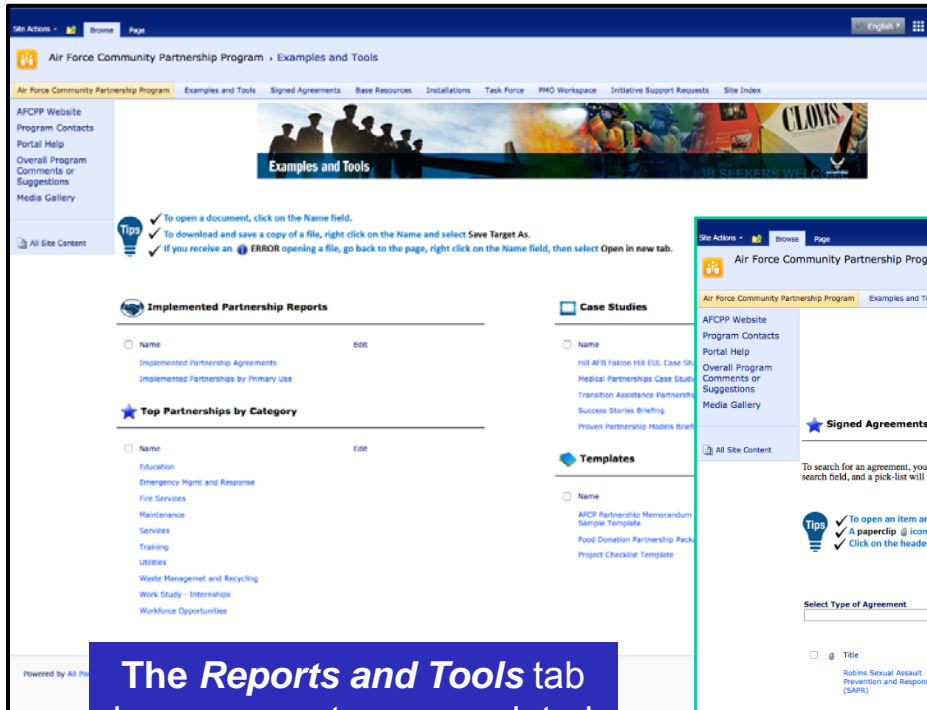 Site Actions
Browse
Page
English
Air Force Community Partnership Program › Examples and Tools
Air Force Community Partnership Program
Examples and Tools
Signed Agreements
Base Resources
Installations
Task Force
PMO Workspace
Initiative Support Requests
Site Index
AFCPP Website
Program Contacts
Portal Help
Overall Program
Comments or
Suggestions
Media Gallery
All Site Content
Examples and Tools
CLOVIS
JOB SEEKERS WELCOME
Tips
✓ To open a document, click on the Name field.
✓ To download and save a copy of a file, right click on the Name and select Save Target As.
✓ If you receive an ERROR opening a file, go back to the page, right click on the Name field, then select Open in new tab.
Implemented Partnership Reports
Name Edit
Implemented Partnership Agreements
Implemented Partnerships by Primary Use
Top Partnerships by Category
Name Edit
Education
Emergency Mgmt and Response
Fire Services
Maintenance
Services
Training
Utilities
Waste Managemet and Recycling
Work Study - Internships
Workforce Opportunities
Case Studies
Name
Hill AFB Falcon Hill EUL Case
Medical Partnerships Case Study
Transition Assistance
Success Stories Briefing
Proven Partnership Models
Templates
Name
AFCP Partnership Memorandum
Sample Template
Food Donation Partnership
Project Checklist Template
Powered by All
The Reports and Tools tab
Site Actions
Browse
Page
Air Force Community Partnership
Air Force Community Partnership Program
Examples and
AFCPP Website
Program Contacts
Portal Help
Overall Program
Comments or
Suggestions
Media Gallery
All Site Content
Signed Agreements
To search for an agreement, you
search field, and a pick-list will
Tips
✓ To open an item
✓ A paperclip icon
✓ Click on the
Select Type of Agreement
Title
Robins Sexual Assault
Prevention and
(SAPR)